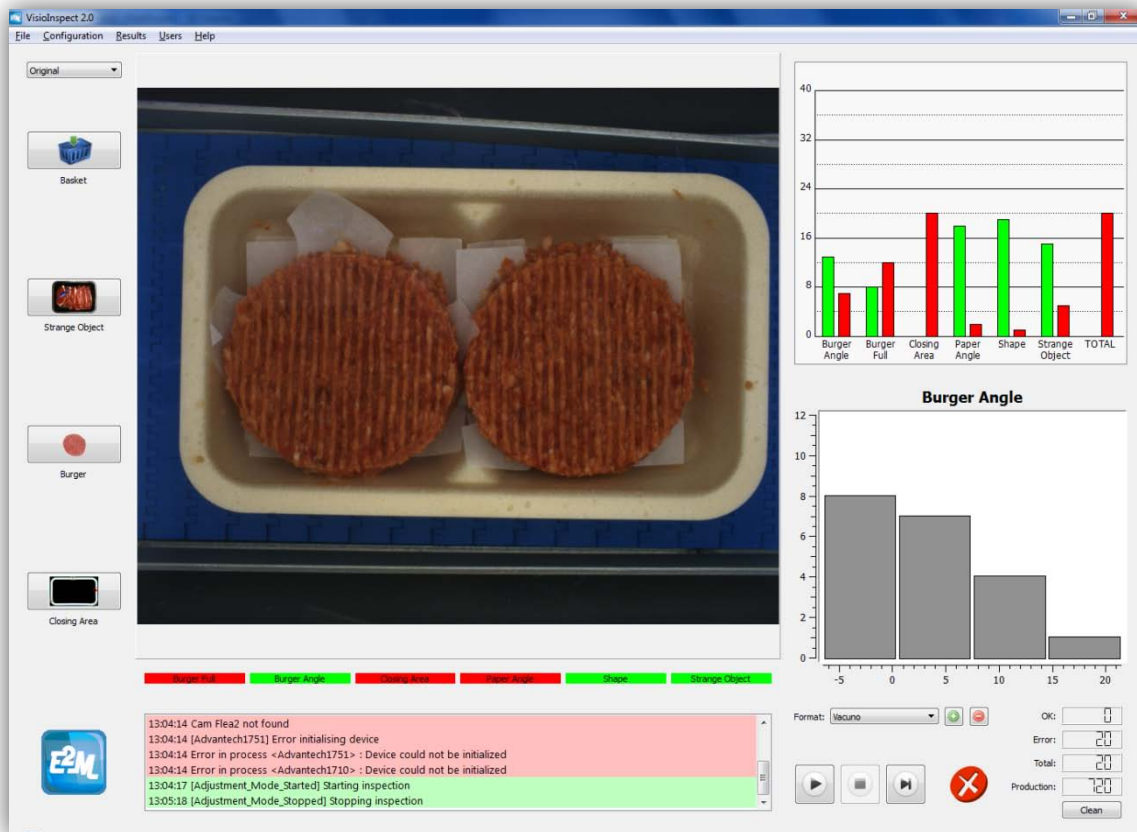 VisioInspect 2.0
File Configuration Results Users Help
Original
Basket
Strange Object
Burger
Closing Area
40
32
24
16
8
0
Burger Angle
Burger Full
Closing Area
Paper Angle
Shape
Strange Object
TOTAL
Burger Angle
12
10
8
6
4
2
0
-5 0 5 10 15 20
Burger Full Burger Angle Closing Area Paper Angle Shape Strange Object
E2M
13:04:14 Cam Flea2 not found
13:04:14 [Advantech1751] Error initialising device
13:04:14 Error in process <Advantech1751> : Device could not be initialized
13:04:14 Error in process <Advantech1710> : Device could not be initialized
13:04:17 [Adjustment_Mode_Started] Starting inspection
13:05:18 [Adjustment_Mode_Stopped] Stopping inspection
Format: Vacuno
OK: 0
Error: 20
Total: 20
Production: 720
Clean